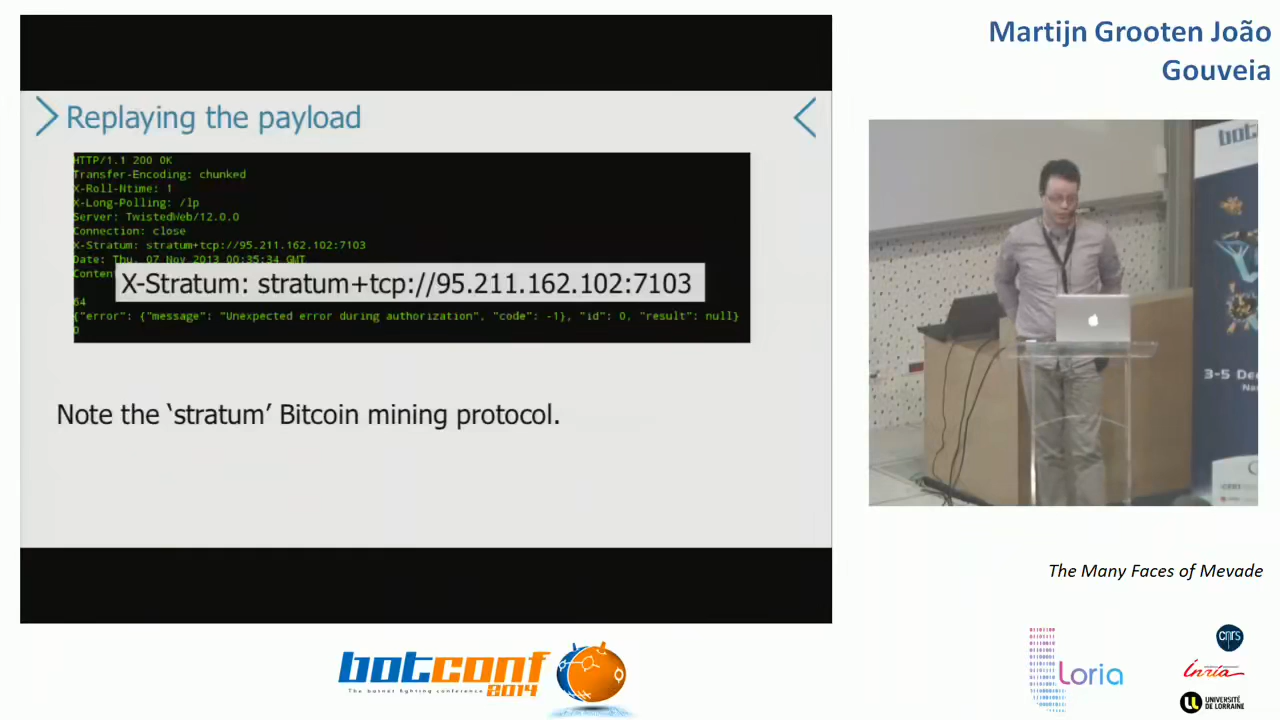 Martijn Grooten João
Gouveia
Replaying the payload
HTTP/1.1 200 OK
Transfer-Encoding: chunked
X-Roll-Ntime: 1
X-Long-Polling: /lp
Server: TwistedWeb/12.0.0
Connection: close
X-Stratum: stratum+tcp://95.211.162.102:7103
Date: Thu, 07 Nov 2013 00:35:34 GMT
X-Stratum: stratum+tcp://95.211.162.102:7103
64
{"error": {"message": "Unexpected error during authorization", "code": -1}, "id": 0, "result": null}
0
Note the ‘stratum’ Bitcoin mining protocol.
3-5 De
The Many Faces of Mevade
botconf
2014
The botnet fighting conference
Loria
cnrs
inria
UNIVERSITÉ
DE LORRAINE